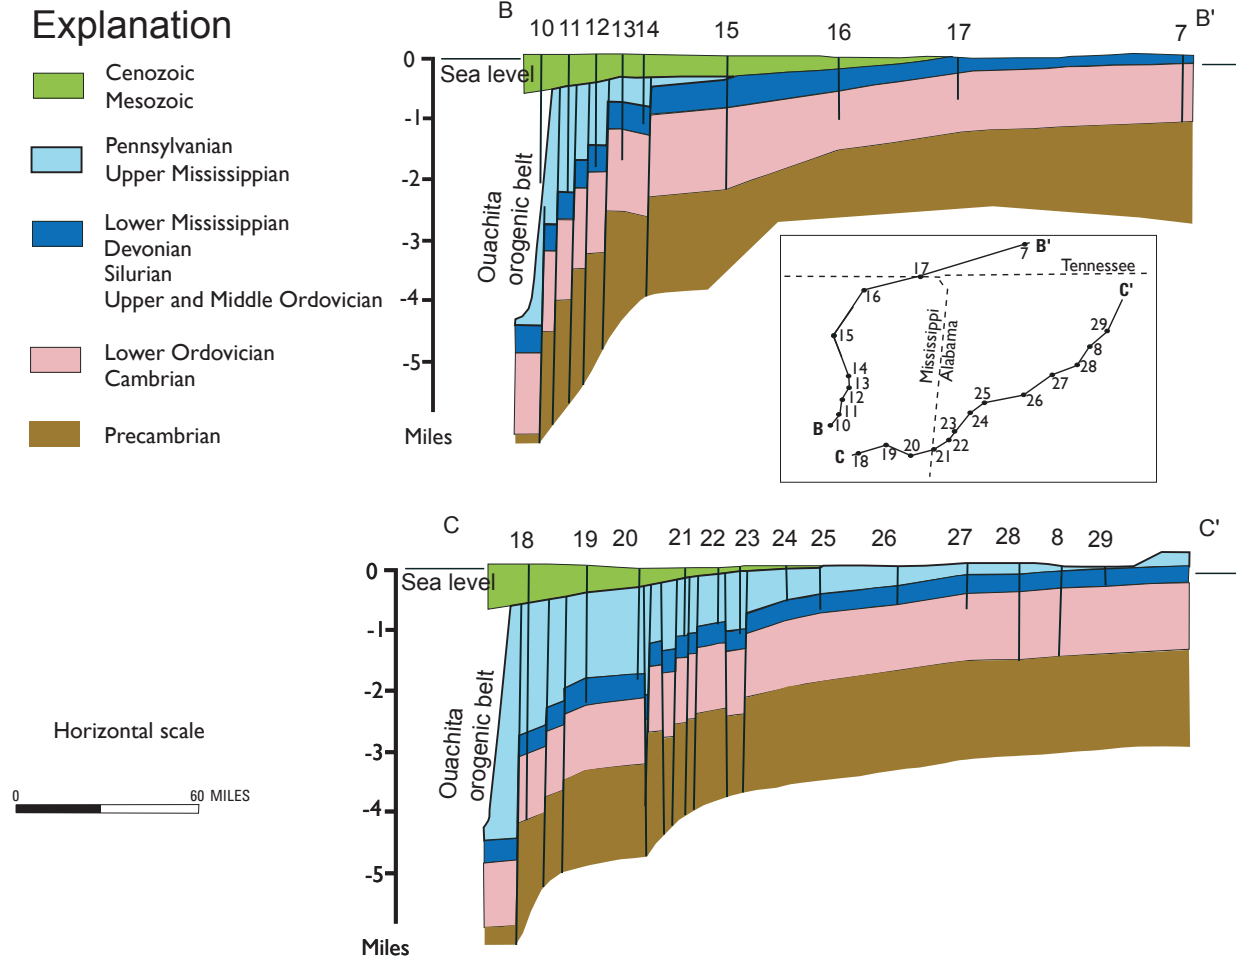 Explanation
Cenozoic
Mesozoic
Pennsylvanian
Upper Mississippian
Lower Mississippian
Devonian
Silurian
Upper and Middle Ordovician
Lower Ordovician
Cambrian
Precambrian
B
10 11 12 13 14 15 16 17 7
B'
0
Sea level
-1
-2
-3
-4
-5
Miles
Ouachita
orogenic belt
B'
7
17
Tennessee
16
C'
15
Mississippi
Alabama
29
8
28
14
13
27
12
25
26
11
24
B
10
23
22
C
18
19
20
21
C
18 19 20 21 22 23 24 25 26 27 28 8 29
C'
0
Sea level
-1
-2
-3
-4
-5
Miles
Ouachita
orogenic belt
Horizontal scale
0 60 MILES